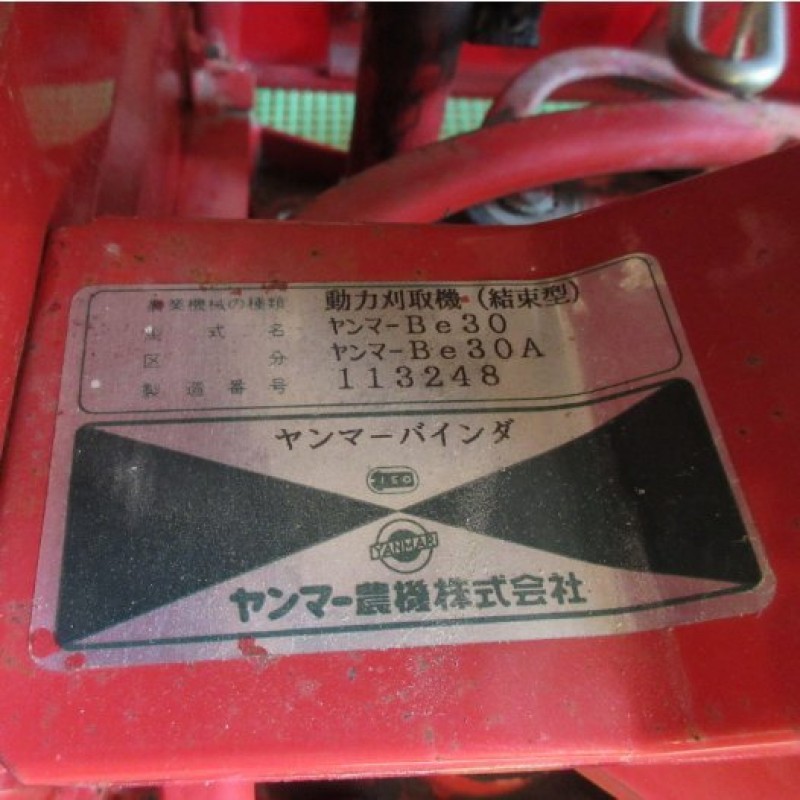 農業機械の種類 動力刈取機(結束型)
型式名 ヤンマーBe30
区分 ヤンマーBe30A
製造番号 113248
ヤンマーバインダ
ISO
YANMAR
ヤンマー農機株式会社